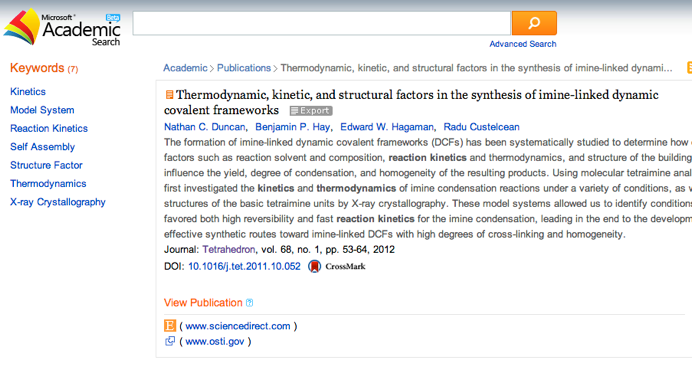 Microsoft® Beta
Academic
Search
Advanced Search
Keywords (7)
Kinetics
Model System
Reaction Kinetics
Self Assembly
Structure Factor
Thermodynamics
X-ray Crystallography
Academic > Publications > Thermodynamic, kinetic, and structural factors in the synthesis of imine-linked dynami...
Thermodynamic, kinetic, and structural factors in the synthesis of imine-linked dynamic
covalent frameworks Export
Nathan C. Duncan, Benjamin P. Hay, Edward W. Hagaman, Radu Custelcean
The formation of imine-linked dynamic covalent frameworks (DCFs) has been systematically studied to determine how
factors such as reaction solvent and composition, reaction kinetics and thermodynamics, and structure of the building
influence the yield, degree of condensation, and homogeneity of the resulting products. Using molecular tetraimine anal
first investigated the kinetics and thermodynamics of imine condensation reactions under a variety of conditions, as w
structures of the basic tetraimine units by X-ray crystallography. These model systems allowed us to identify condition
favored both high reversibility and fast reaction kinetics for the imine condensation, leading in the end to the developm
effective synthetic routes toward imine-linked DCFs with high degrees of cross-linking and homogeneity.
Journal: Tetrahedron, vol. 68, no. 1, pp. 53-64, 2012
DOI: 10.1016/j.tet.2011.10.052 CrossMark
View Publication [?]
E ( www.sciencedirect.com )
( www.osti.gov )